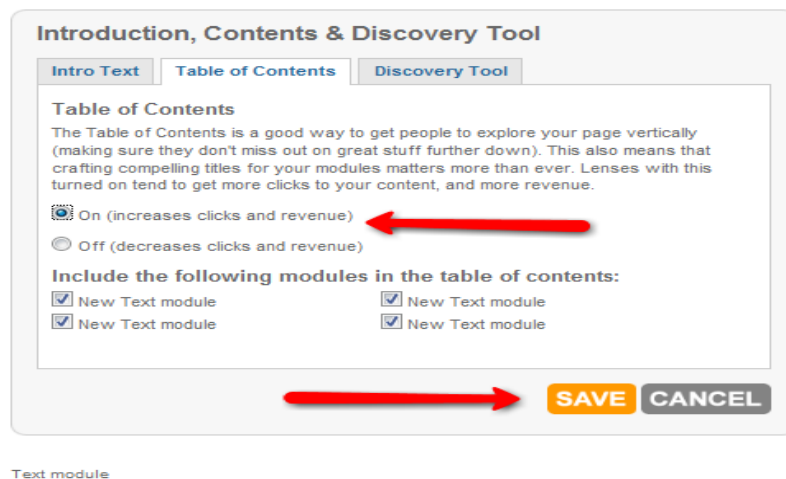 Introduction, Contents & Discovery Tool
Intro Text Table of Contents Discovery Tool
Table of Contents
The Table of Contents is a good way to get people to explore your page vertically
(making sure they don't miss out on great stuff further down). This also means that
crafting compelling titles for your modules matters more than ever. Lenses with this
turned on tend to get more clicks to your content, and more revenue.
On (increases clicks and revenue)
Off (decreases clicks and revenue)
Include the following modules in the table of contents:
New Text module New Text module
New Text module New Text module
SAVE CANCEL
Text module